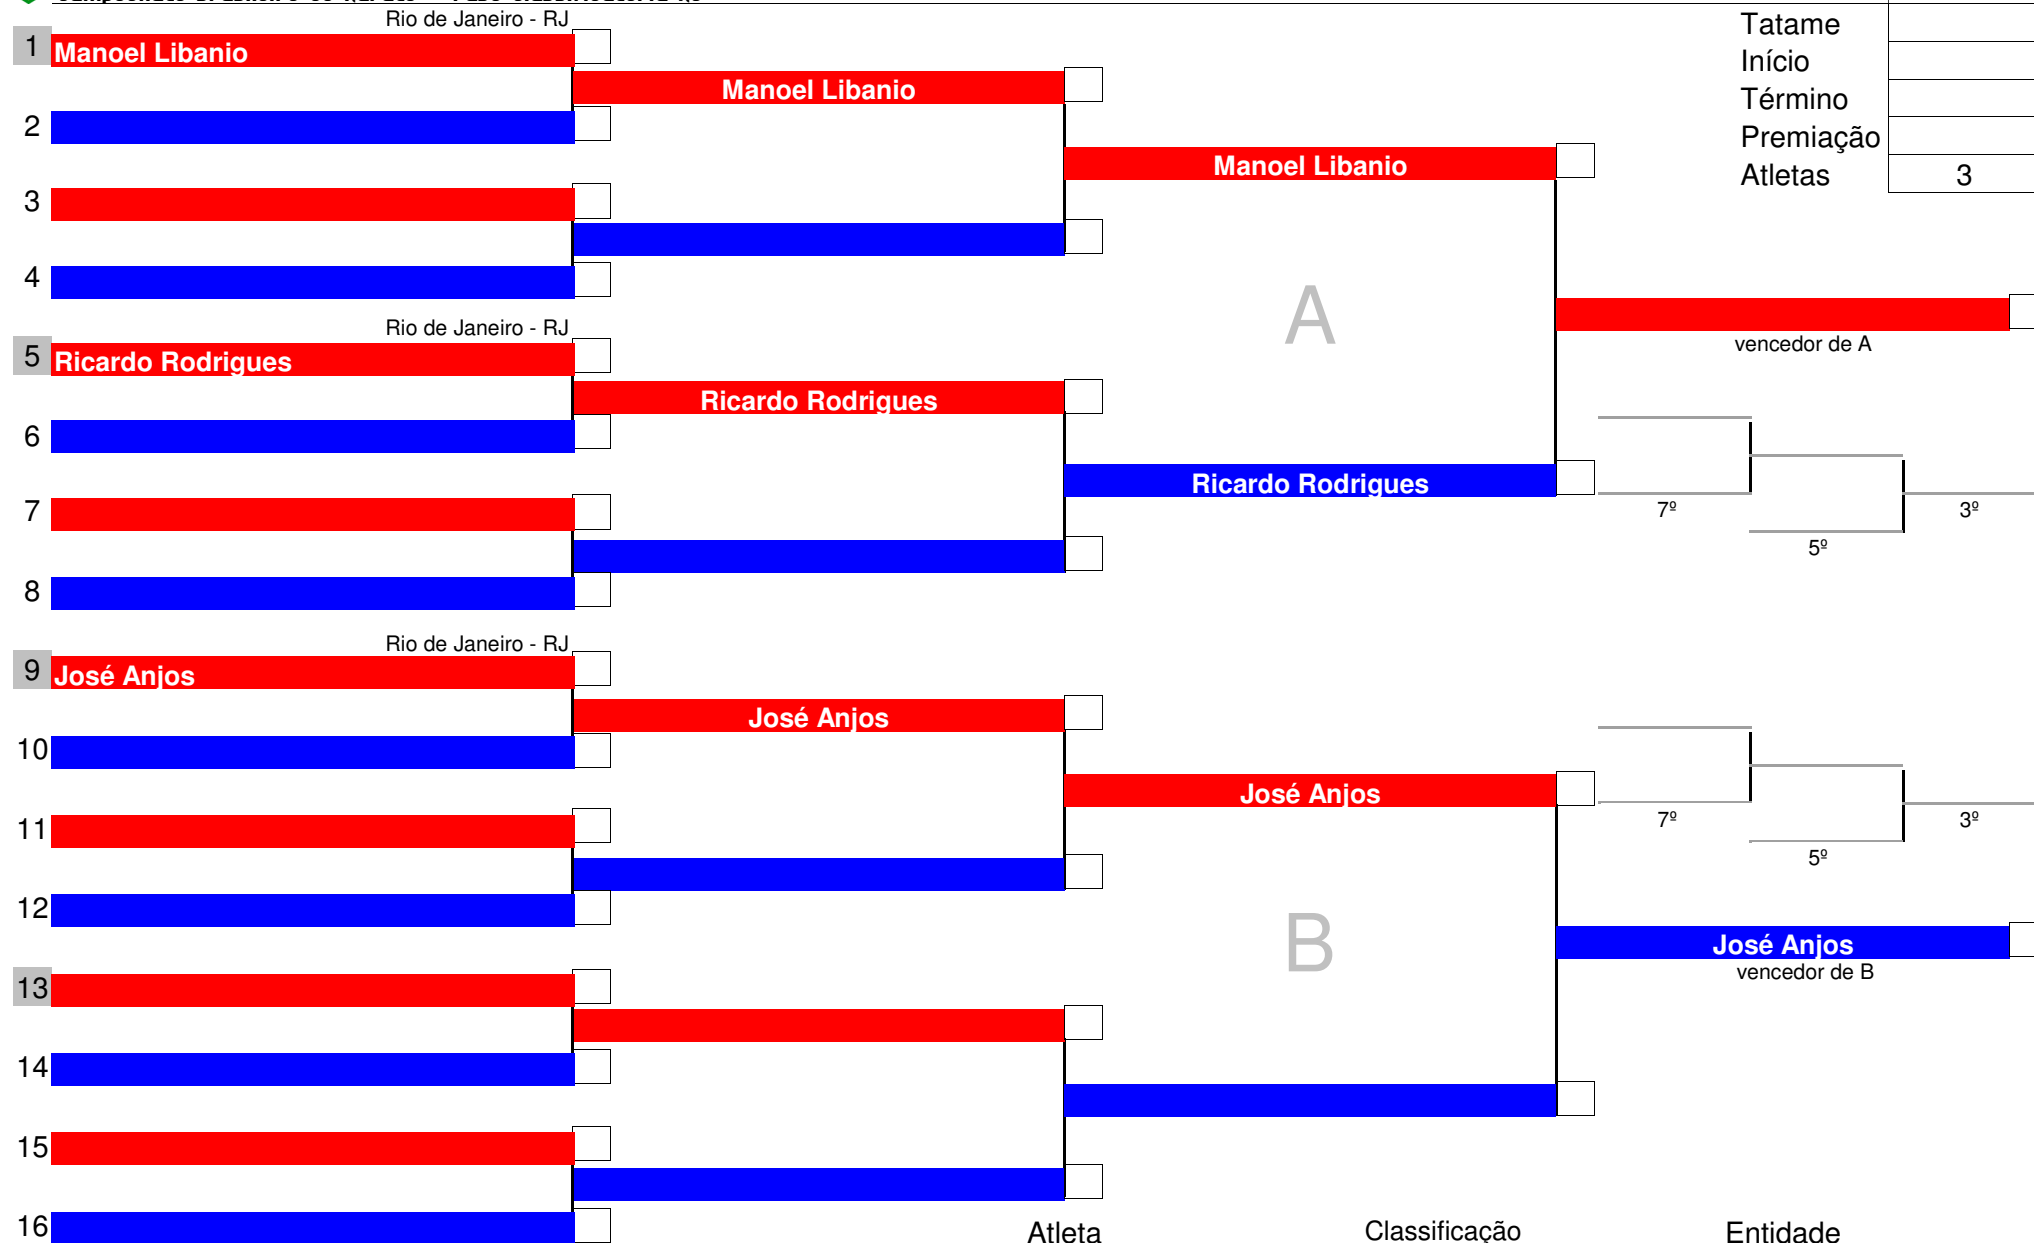 Rio de Janeiro - RJ
1 Manoel Libanio
Manoel Libanio
2
Manoel Libanio
3
4
A
vencedor de A
Rio de Janeiro - RJ
5 Ricardo Rodrigues
Ricardo Rodrigues
6
Ricardo Rodrigues
7
7º
3º
5º
8
Rio de Janeiro - RJ
9 José Anjos
José Anjos
10
José Anjos
11
7º
3º
5º
12
B
José Anjos
vencedor de B
13
14
15
16
Tatame
Início
Término
Premiação
Atletas 3
Atleta Classificação Entidade